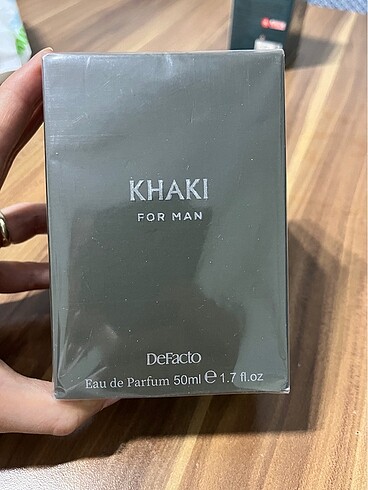 KHAKI
FOR MAN
DeFacto
Eau de Parfum 50ml ℮ 1.7 fl.oz